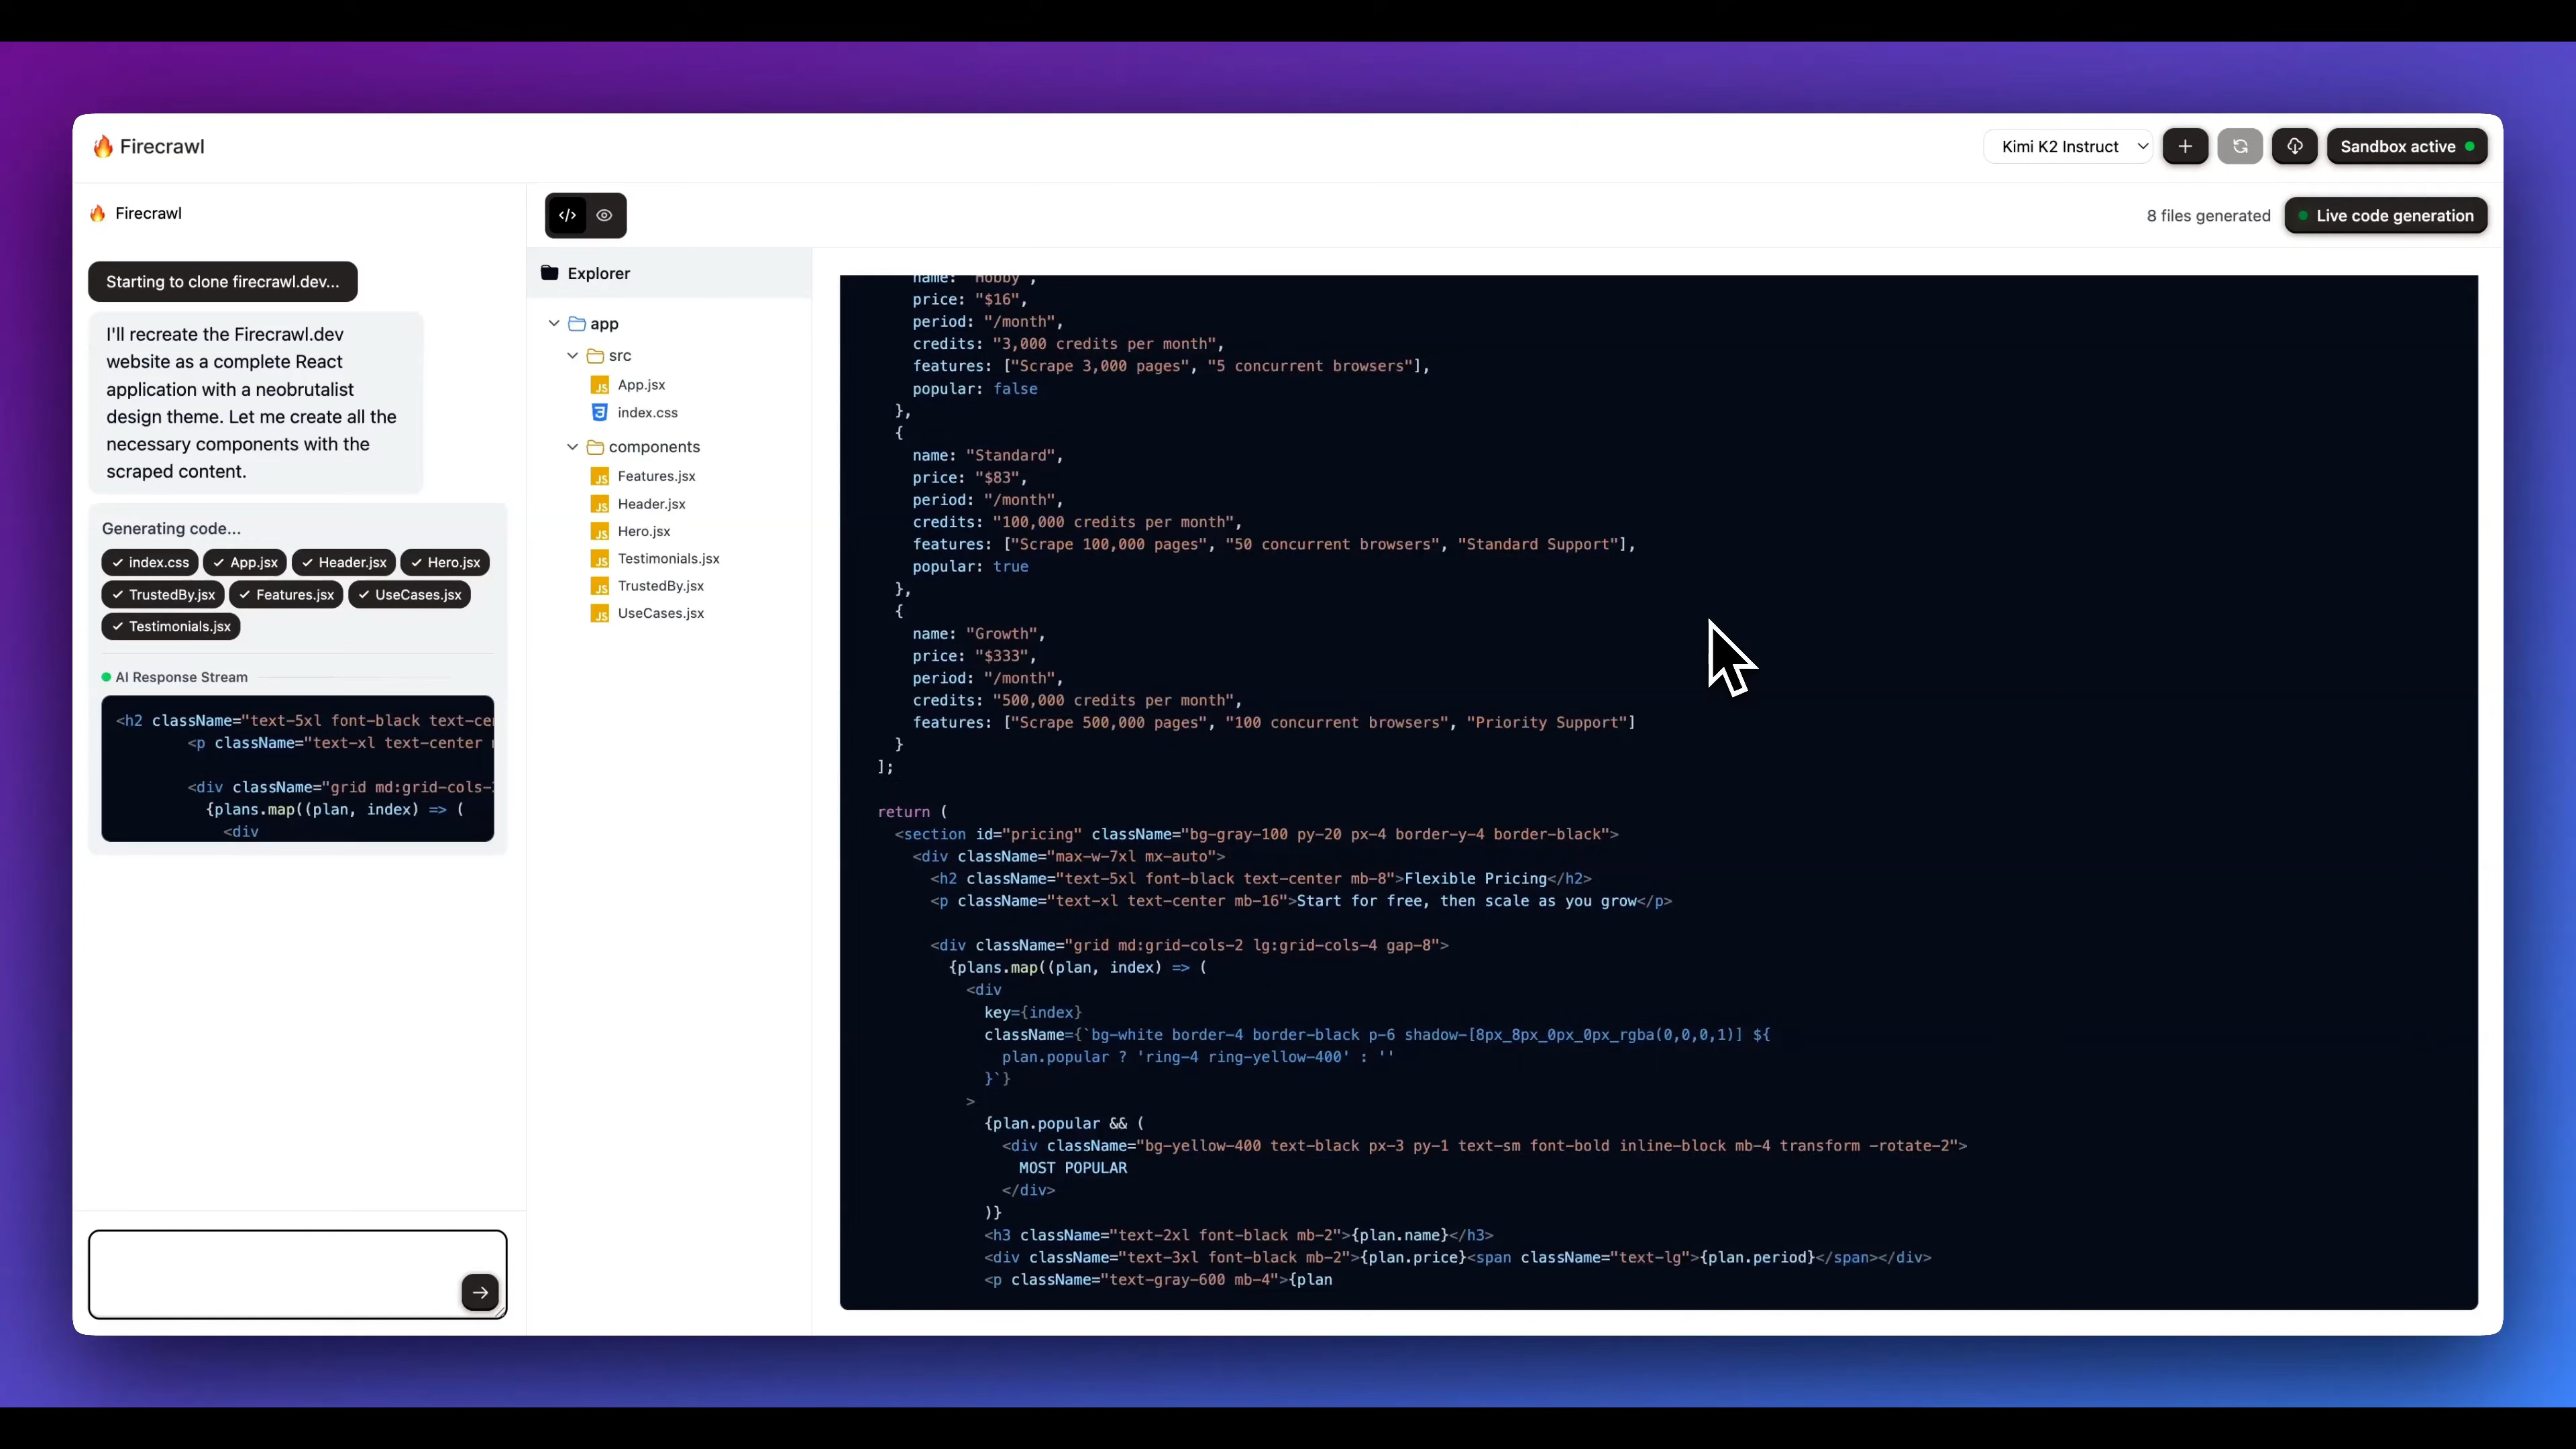 Firecrawl
Kimi K2 Instruct
Sandbox active
Firecrawl
8 files generated
Live code generation
Starting to clone firecrawl.dev...
I'll recreate the Firecrawl.dev
website as a complete React
application with a neobrutalist
design theme. Let me create all the
necessary components with the
scraped content.
Generating code...
index.css App.jsx Header.jsx Hero.jsx
TrustedBy.jsx Features.jsx UseCases.jsx
Testimonials.jsx
AI Response Stream
<h2 className="text-5xl font-black text-cen
<p className="text-xl text-center
<div className="grid md:grid-cols-
{plans.map((plan, index) => (
<div
Explorer
app
src
App.jsx
index.css
components
Features.jsx
Header.jsx
Hero.jsx
Testimonials.jsx
TrustedBy.jsx
UseCases.jsx
name: "Hobby",
price: "$16",
period: "/month",
credits: "3,000 credits per month",
features: ["Scrape 3,000 pages", "5 concurrent browsers"],
popular: false
},
{
name: "Standard",
price: "$83",
period: "/month",
credits: "100,000 credits per month",
features: ["Scrape 100,000 pages", "50 concurrent browsers", "Standard Support"],
popular: true
},
{
name: "Growth",
price: "$333",
period: "/month",
credits: "500,000 credits per month",
features: ["Scrape 500,000 pages", "100 concurrent browsers", "Priority Support"]
}
];
return (
<section id="pricing" className="bg-gray-100 py-20 px-4 border-y-4 border-black">
<div className="max-w-7xl mx-auto">
<h2 className="text-5xl font-black text-center mb-8">Flexible Pricing</h2>
<p className="text-xl text-center mb-16">Start for free, then scale as you grow</p>
<div className="grid md:grid-cols-2 lg:grid-cols-4 gap-8">
{plans.map((plan, index) => (
<div
key={index}
className={`bg-white border-4 border-black p-6 shadow-[8px_8px_0px_0px_rgba(0,0,0,1)] ${
plan.popular ? 'ring-4 ring-yellow-400' : ''
}`}
>
{plan.popular && (
<div className="bg-yellow-400 text-black px-3 py-1 text-sm font-bold inline-block mb-4 transform -rotate-2">
MOST POPULAR
</div>
)}
<h3 className="text-2xl font-black mb-2">{plan.name}</h3>
<div className="text-3xl font-black mb-2">{plan.price}<span className="text-lg">{plan.period}</span></div>
<p className="text-gray-600 mb-4">{plan